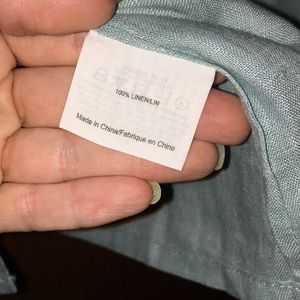 100% LINEN/LIN
Made in China/Fabriqué en Chine